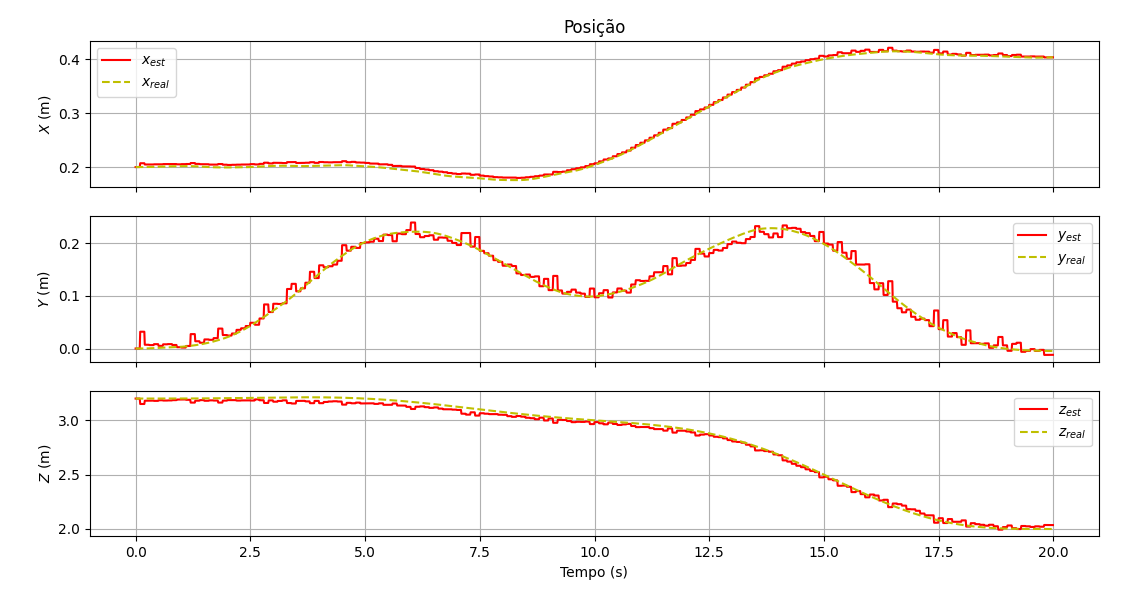 Posição
X (m)
0.4
0.3
0.2
x_est
x_real
Y (m)
0.2
0.1
0.0
y_est
y_real
Z (m)
3.0
2.5
2.0
z_est
z_real
0.0 2.5 5.0 7.5 10.0 12.5 15.0 17.5 20.0
Tempo (s)